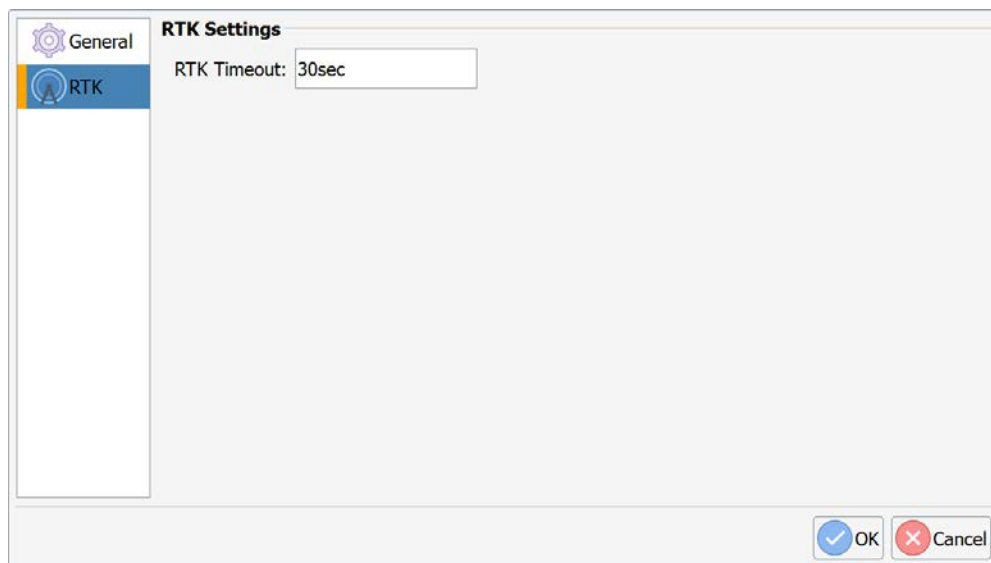 General
RTK
RTK Settings
RTK Timeout: 30sec
OK
Cancel